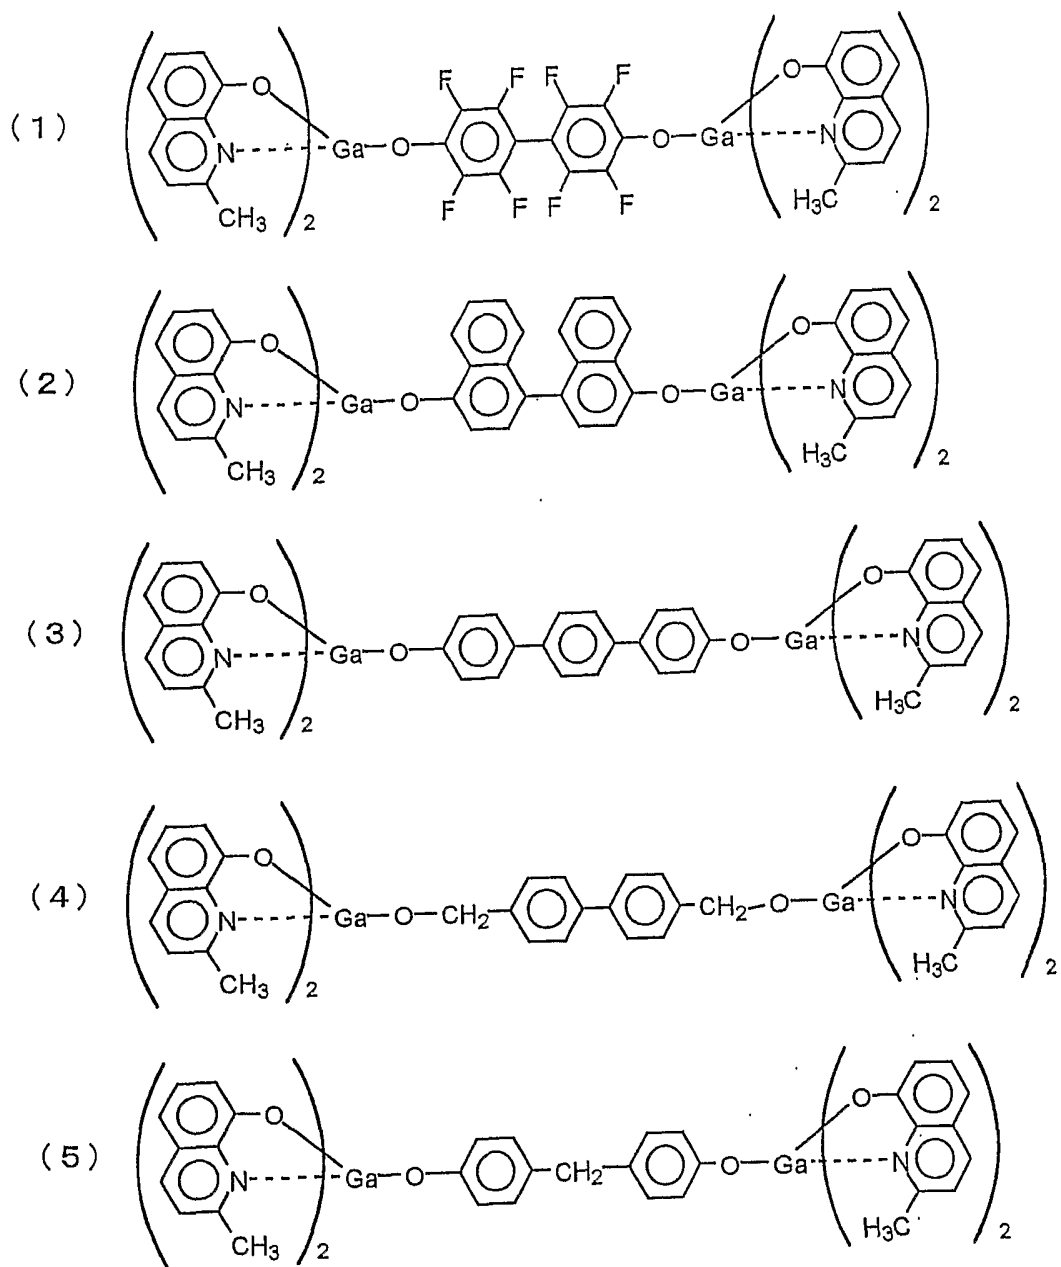 (1) O N CH₃ 2 Ga O F F F F F F F F O Ga O N H₃C 2
(2) O N CH₃ 2 Ga O O Ga O N H₃C 2
(3) O N CH₃ 2 Ga O O Ga O N H₃C 2
(4) O N CH₃ 2 Ga O CH₂ CH₂ O Ga O N H₃C 2
(5) O N CH₃ 2 Ga O CH₂ O Ga O N H₃C 2